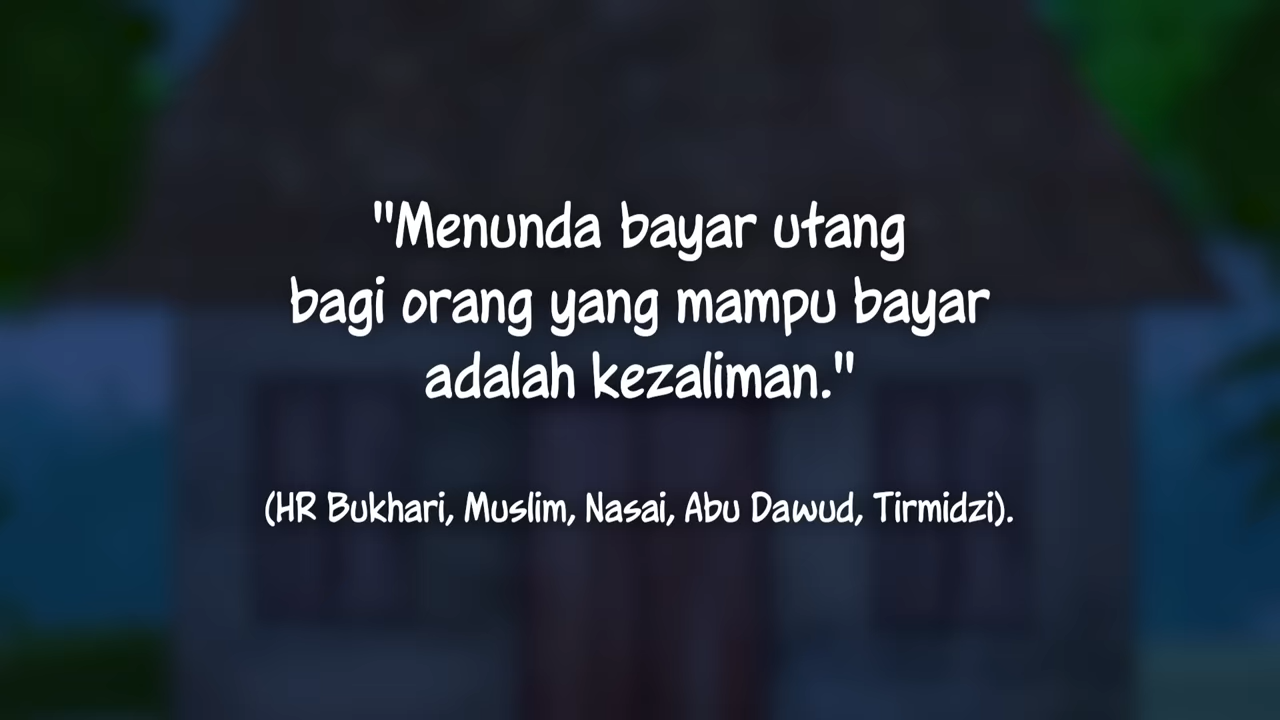 "Menunda bayar utang
bagi orang yang mampu bayar
adalah kezaliman."
(HR Bukhari, Muslim, Nasai, Abu Dawud, Tirmidzi).